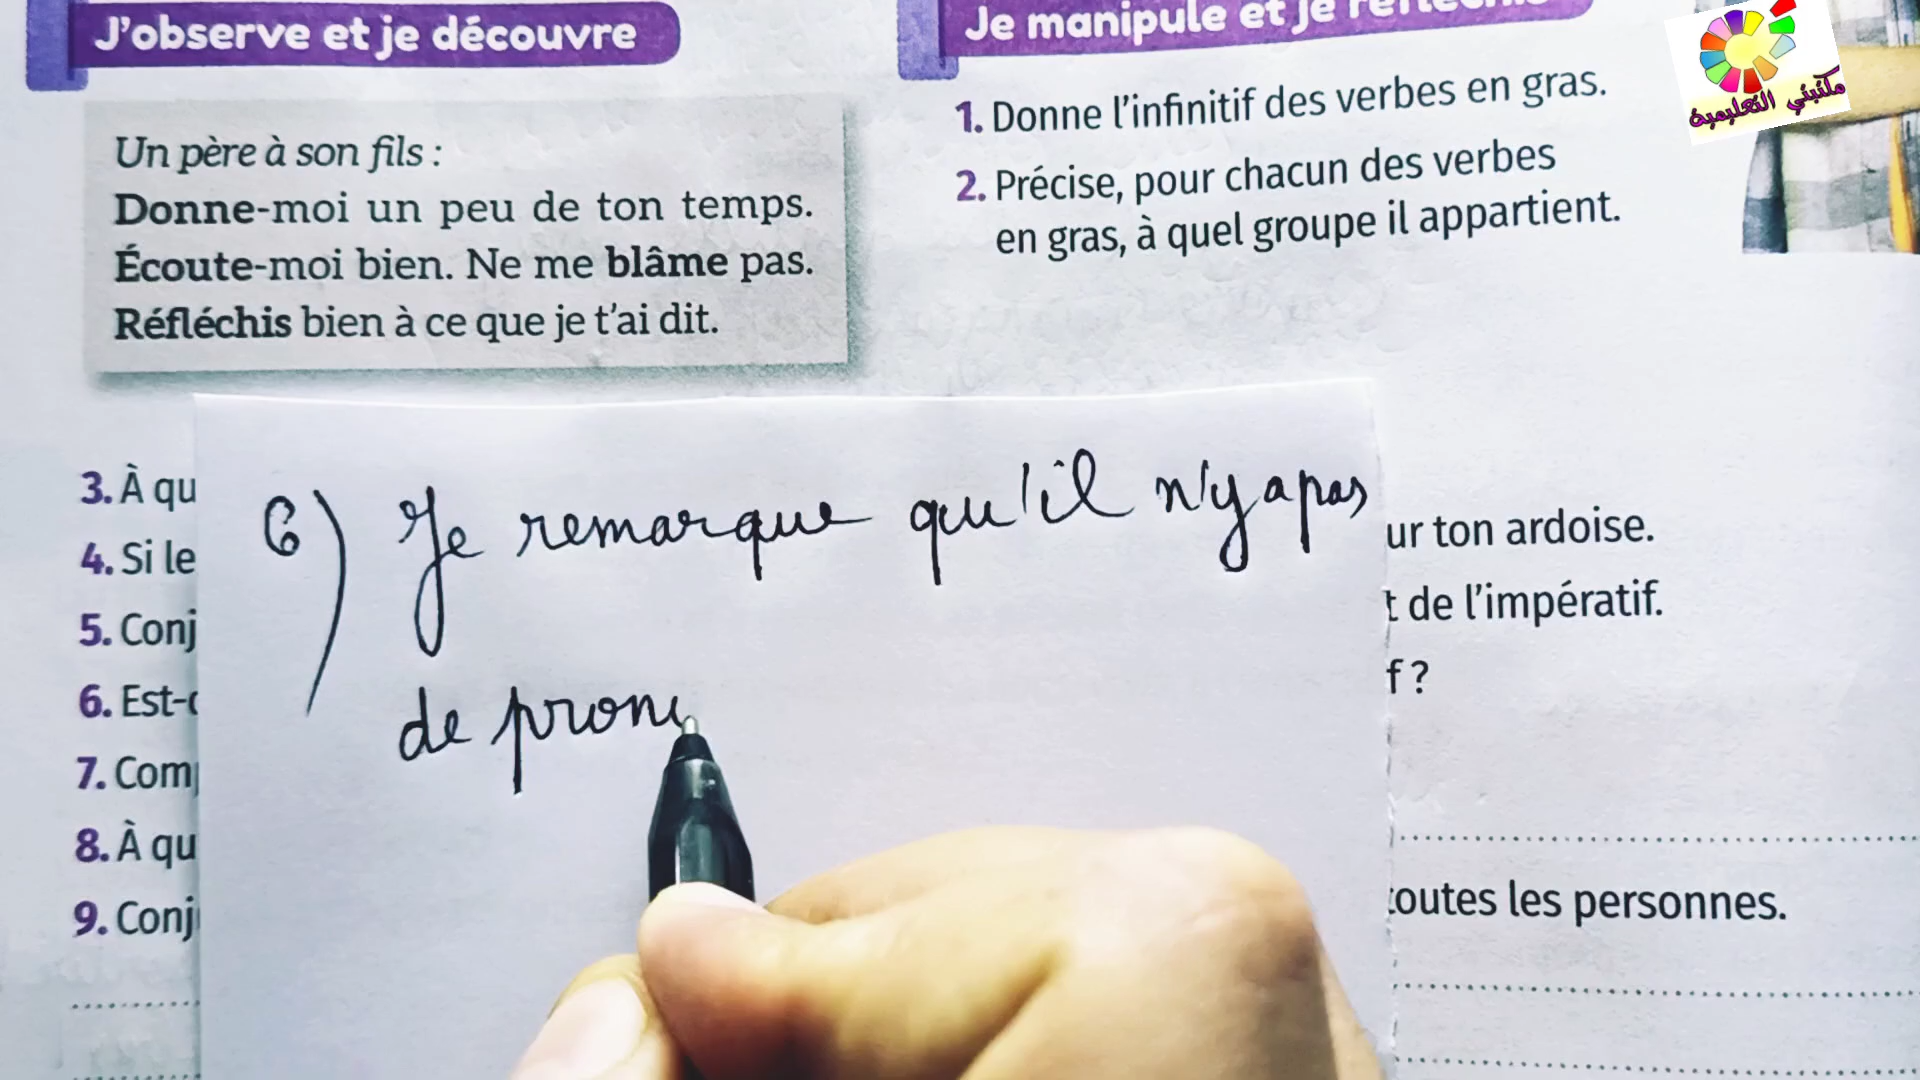 J'observe et je découvre
Un père à son fils :
Donne-moi un peu de ton temps.
Écoute-moi bien. Ne me blâme pas.
Réfléchis bien à ce que je t'ai dit.
Je manipule et je réfléchis
1. Donne l'infinitif des verbes en gras.
2. Précise, pour chacun des verbes
en gras, à quel groupe il appartient.
مكتبتي التعليمية
3. À qu
4. Si le
5. Conj
6. Est-c
7. Com
8. À qu
9. Conj
6) Je remarque qu'il n'y a pas
de pron
ur ton ardoise.
t de l'impératif.
f ?
toutes les personnes.